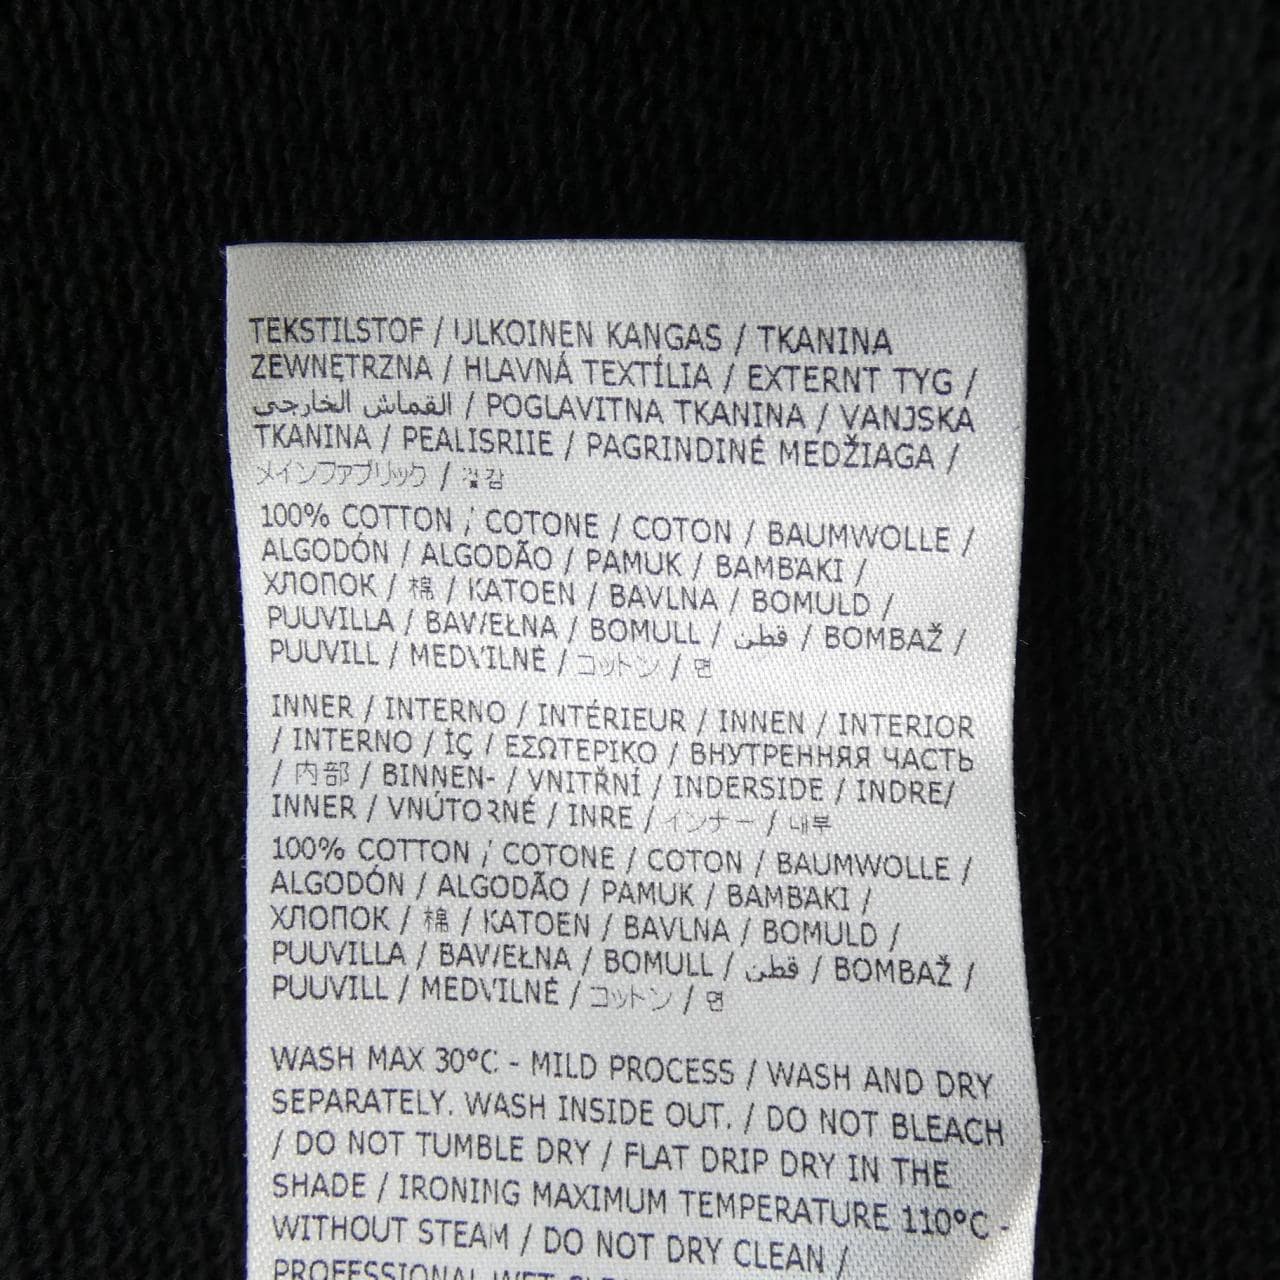 TEKSTILSTOF / ULKOINEN KANGAS / TKANINA
ZEWNĘTRZNA / HLAVNÁ TEXTÍLIA / EXTERNT TYG /
القماش الخارجي / POGLAVITNA TKANINA / VANJSKA
TKANINA / PEALISRIIE / PAGRINDINĖ MEDŽIAGA /
メインファブリック / 겉감
100% COTTON / COTONE / COTON / BAUMWOLLE /
ALGODÓN / ALGODÃO / PAMUK / BAMBAKI /
ХЛОПОК / 棉 / KATOEN / BAVLNA / BOMULD /
PUUVILLA / BAWEŁNA / BOMULL / قطن / BOMBAŽ /
PUUVILL / MEDVILNĖ / コットン / 면
INNER / INTERNO / INTÉRIEUR / INNEN / INTERIOR
/ INTERNO / İÇ / ΕΣΩΤΕΡΙΚΟ / ВНУТРЕННЯЯ ЧАСТЬ
/ 内部 / BINNEN- / VNITŘNÍ / INDERSIDE / INDRE/
INNER / VNÚTORNÉ / INRE / インナー / 내부
100% COTTON / COTONE / COTON / BAUMWOLLE /
ALGODÓN / ALGODÃO / PAMUK / BAMBAKI /
ХЛОПОК / 棉 / KATOEN / BAVLNA / BOMULD /
PUUVILLA / BAWEŁNA / BOMULL / قطن / BOMBAŽ /
PUUVILL / MEDVILNĖ / コットン / 면
WASH MAX 30°C - MILD PROCESS / WASH AND DRY
SEPARATELY. WASH INSIDE OUT. / DO NOT BLEACH
/ DO NOT TUMBLE DRY / FLAT DRIP DRY IN THE
SHADE / IRONING MAXIMUM TEMPERATURE 110°C -
WITHOUT STEAM / DO NOT DRY CLEAN /
PROFESSIONAL WET